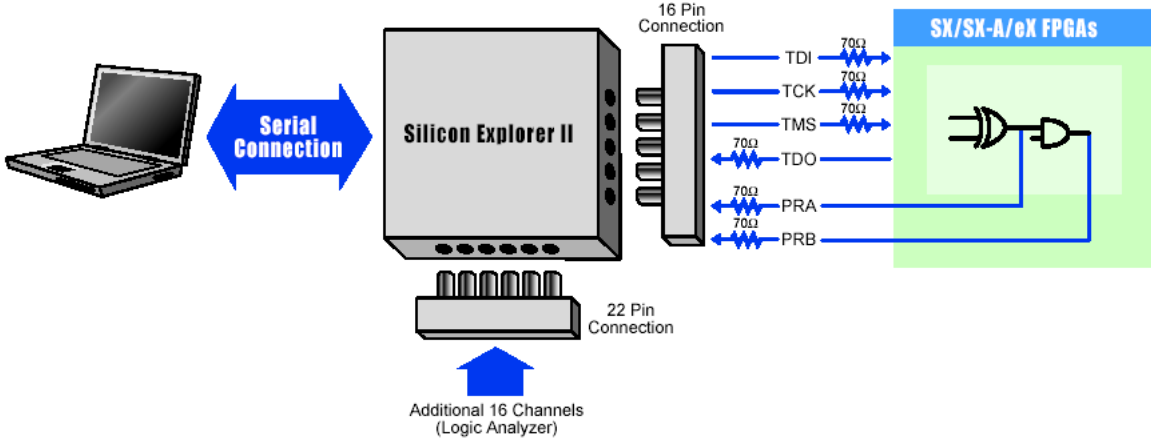 16 Pin
Connection
SX/SX-A/eX FPGAs
70Ω
TDI
70Ω
TCK
70Ω
TMS
70Ω
TDO
70Ω
PRA
70Ω
PRB
Serial
Connection
Silicon Explorer II
22 Pin
Connection
Additional 16 Channels
(Logic Analyzer)